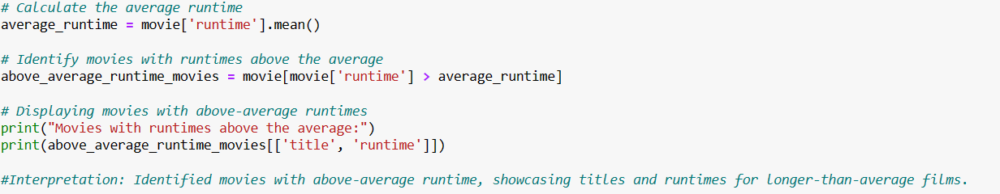 # Calculate the average runtime
average_runtime = movie['runtime'].mean()
# Identify movies with runtimes above the average
above_average_runtime_movies = movie[movie['runtime'] > average_runtime]
# Displaying movies with above-average runtimes
print("Movies with runtimes above the average:")
print(above_average_runtime_movies[['title', 'runtime']])
#Interpretation: Identified movies with above-average runtime, showcasing titles and runtimes for longer-than-average films.